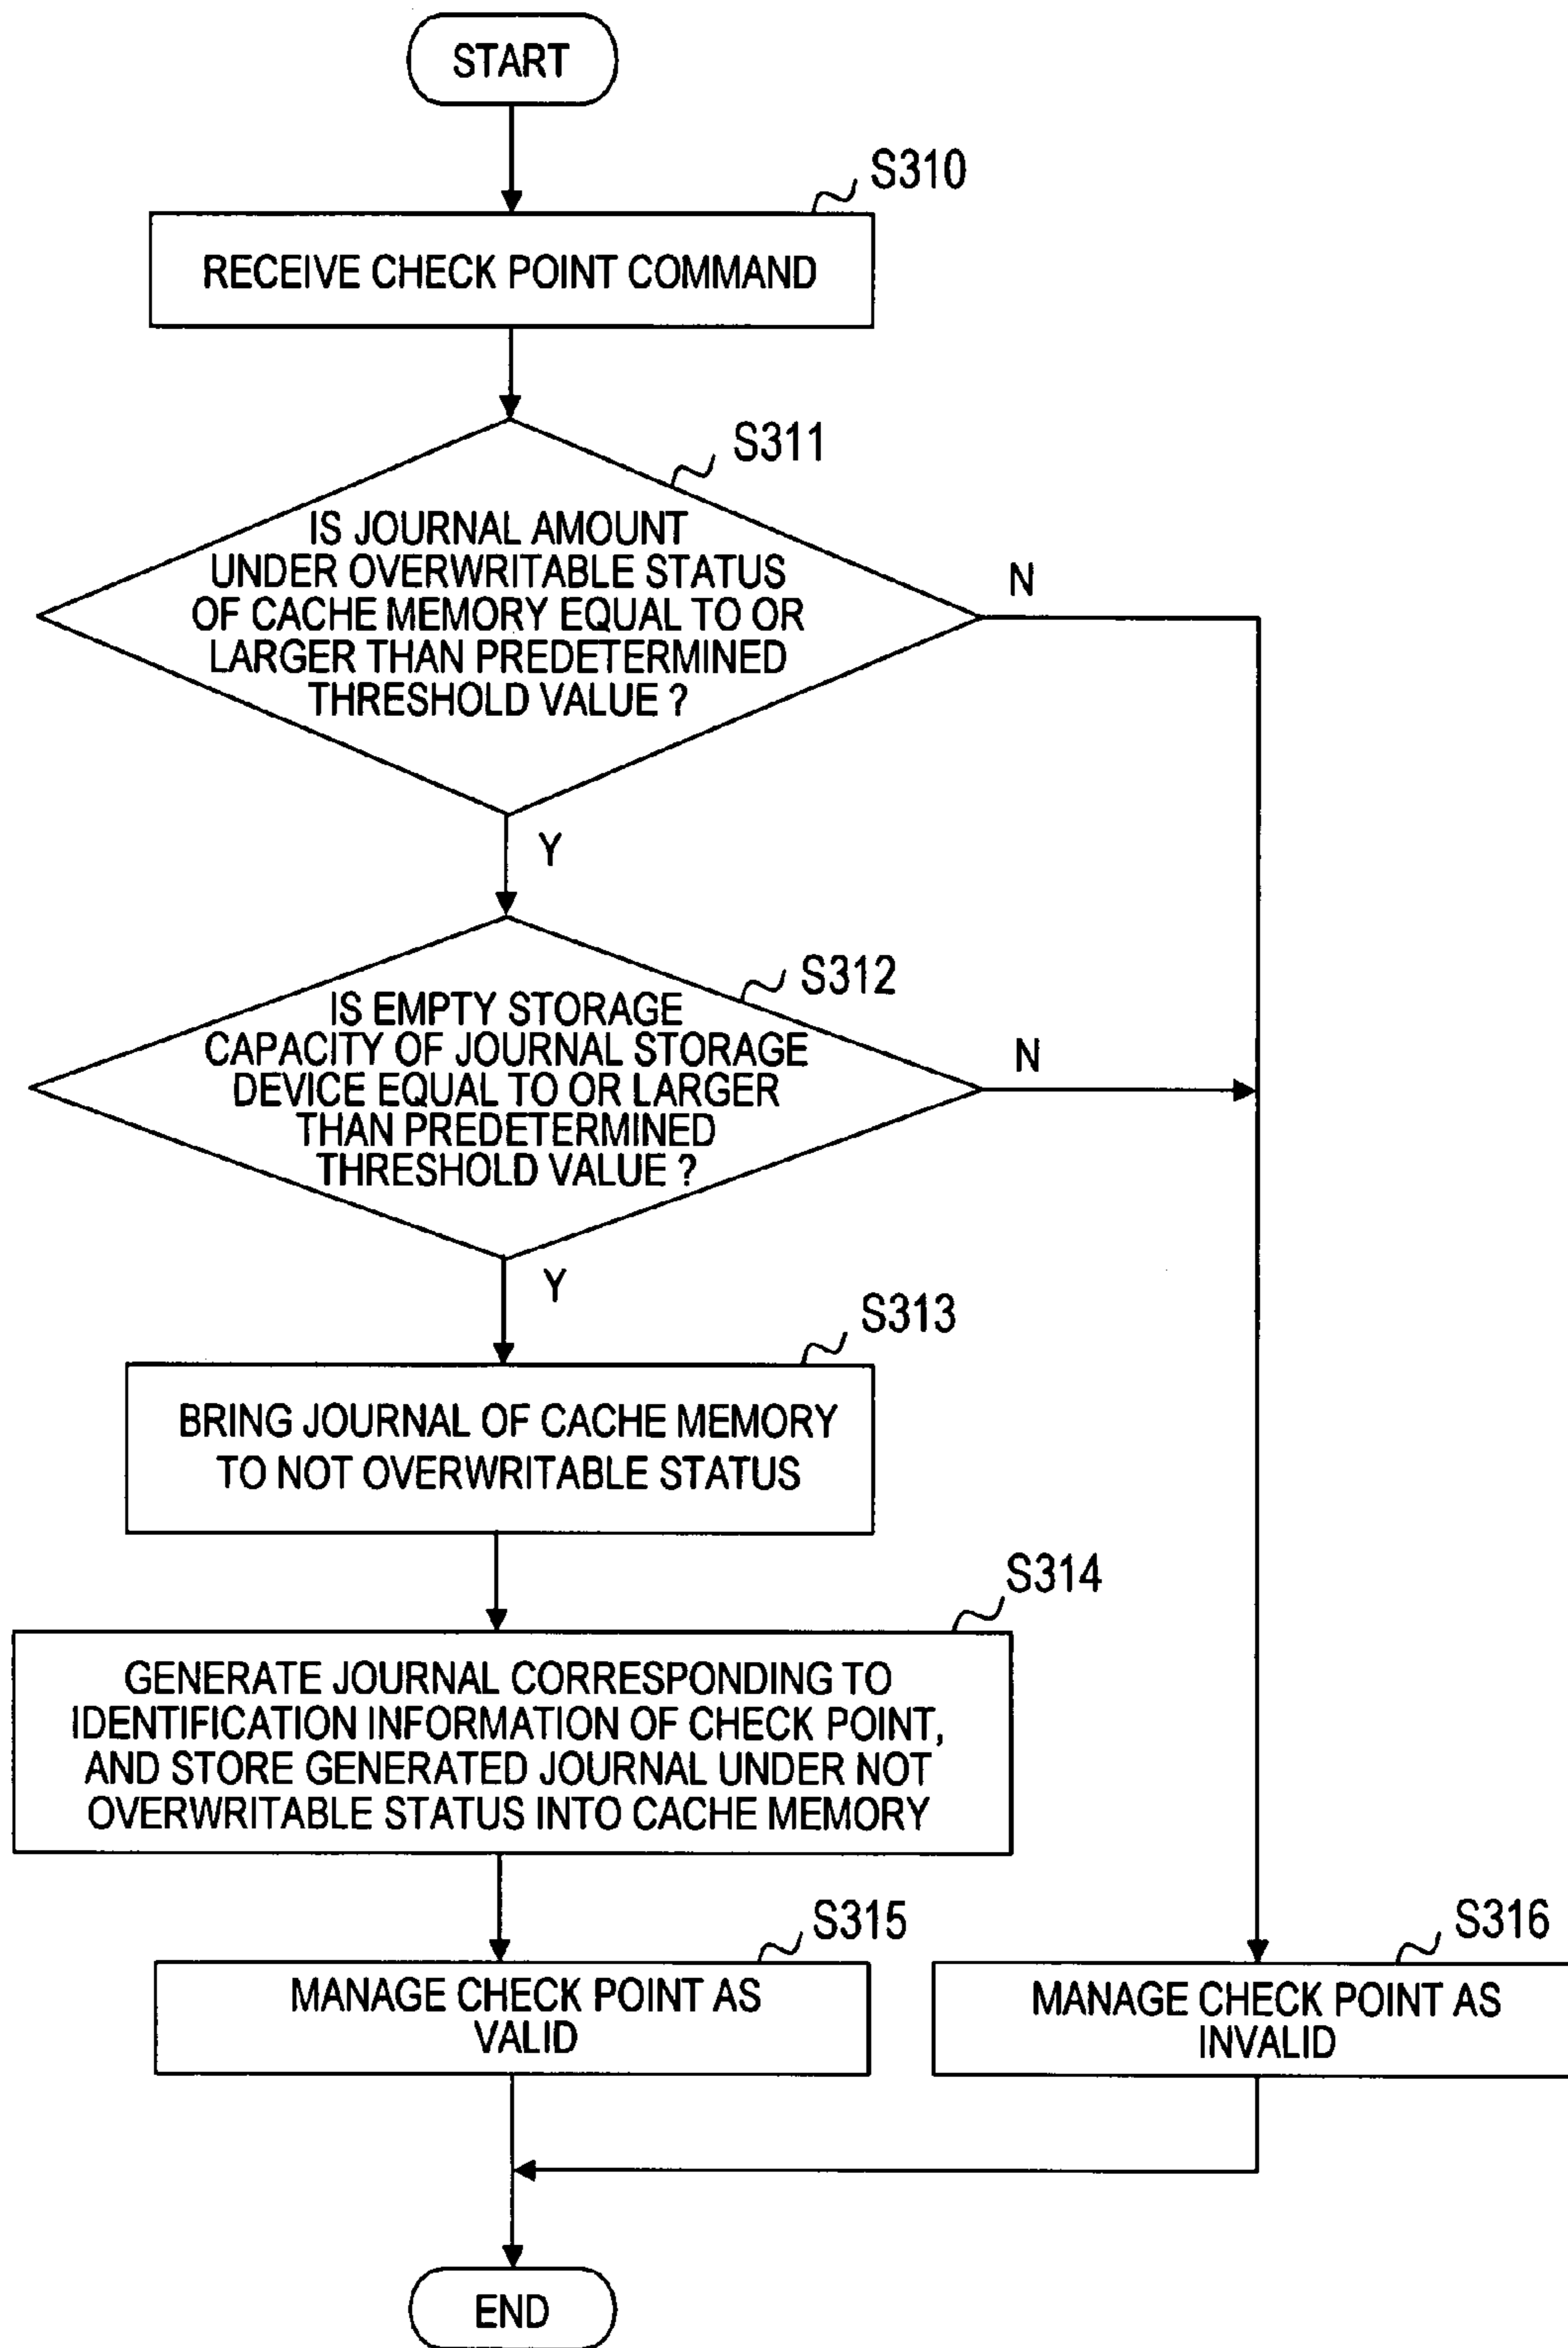 START
S310
RECEIVE CHECK POINT COMMAND
S311
IS JOURNAL AMOUNT
UNDER OVERWRITABLE STATUS
OF CACHE MEMORY EQUAL TO OR
LARGER THAN PREDETERMINED
THRESHOLD VALUE ?
N
Y
S312
IS EMPTY STORAGE
CAPACITY OF JOURNAL STORAGE
DEVICE EQUAL TO OR LARGER
THAN PREDETERMINED
THRESHOLD VALUE ?
N
Y
S313
BRING JOURNAL OF CACHE MEMORY
TO NOT OVERWRITABLE STATUS
S314
GENERATE JOURNAL CORRESPONDING TO
IDENTIFICATION INFORMATION OF CHECK POINT,
AND STORE GENERATED JOURNAL UNDER NOT
OVERWRITABLE STATUS INTO CACHE MEMORY
S315
MANAGE CHECK POINT AS
VALID
S316
MANAGE CHECK POINT AS
INVALID
END